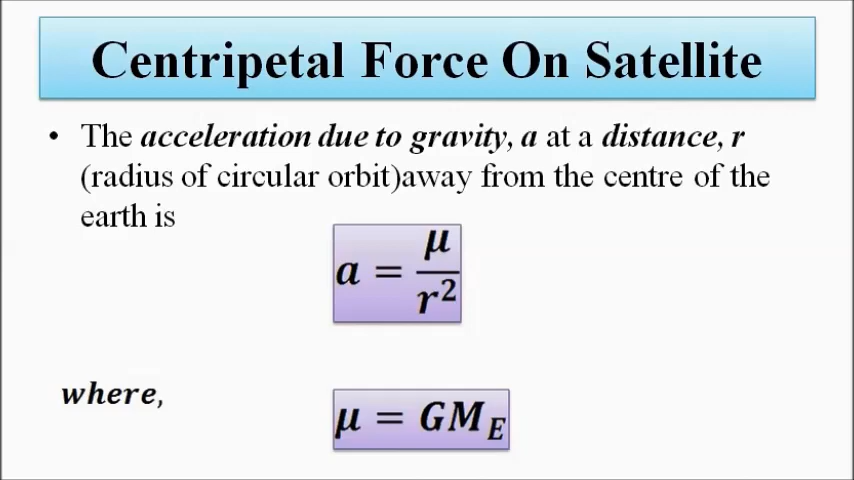 Centripetal Force On Satellite
• The acceleration due to gravity, a at a distance, r
(radius of circular orbit)away from the centre of the
earth is
a = μ/r²
where,
μ = GM_E